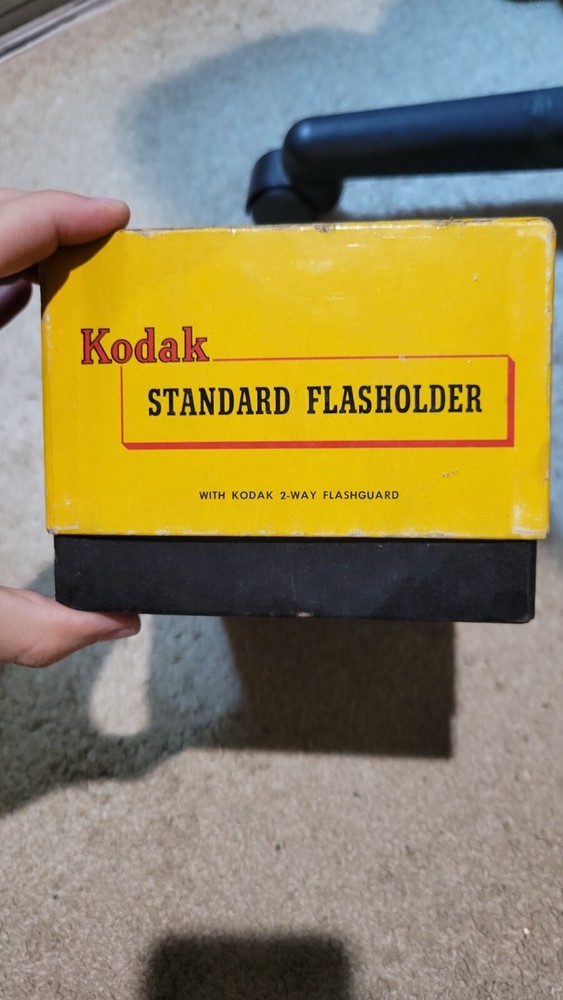 Kodak
STANDARD FLASHOLDER
WITH KODAK 2-WAY FLASHGUARD